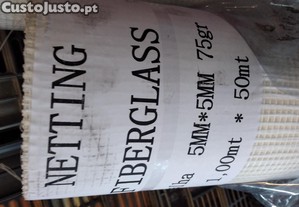 CustoJusto.pt
NETTING
FIBERGLASS
5MM*5MM 75gr
1,00mt * 50mt